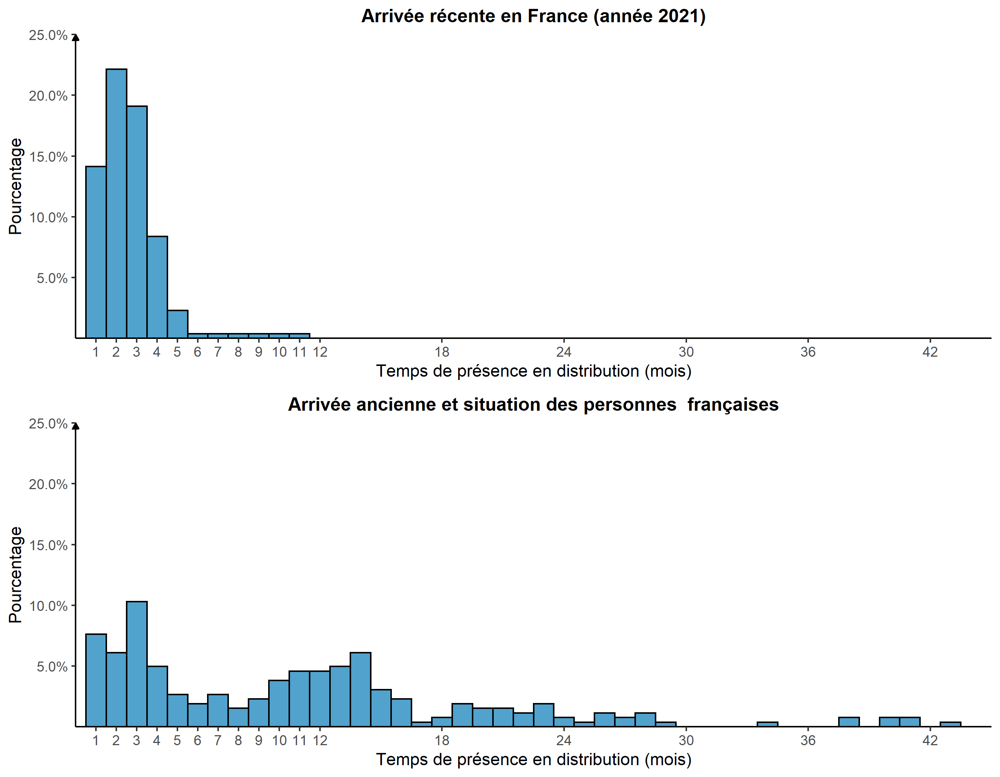 Arrivée récente en France (année 2021)
25.0%
20.0%
15.0%
10.0%
5.0%
Pourcentage
1 2 3 4 5 6 7 8 9 10 11 12 18 24 30 36 42
Temps de présence en distribution (mois)
Arrivée ancienne et situation des personnes  françaises
25.0%
20.0%
15.0%
10.0%
5.0%
Pourcentage
1 2 3 4 5 6 7 8 9 10 11 12 18 24 30 36 42
Temps de présence en distribution (mois)